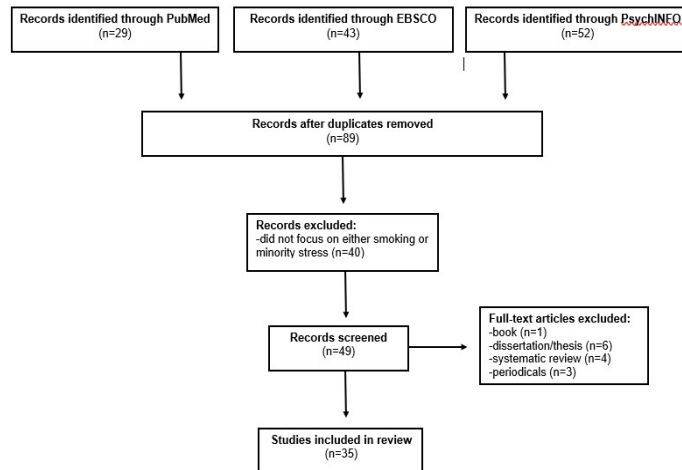 Records identified through PubMed
(n=29)
Records identified through EBSCO
(n=43)
Records identified through PsychINFO
(n=52)
Records after duplicates removed
(n=89)
Records excluded:
-did not focus on either smoking or
minority stress (n=40)
Records screened
(n=49)
Full-text articles excluded:
-book (n=1)
-dissertation/thesis (n=6)
-systematic review (n=4)
-periodicals (n=3)
Studies included in review
(n=35)